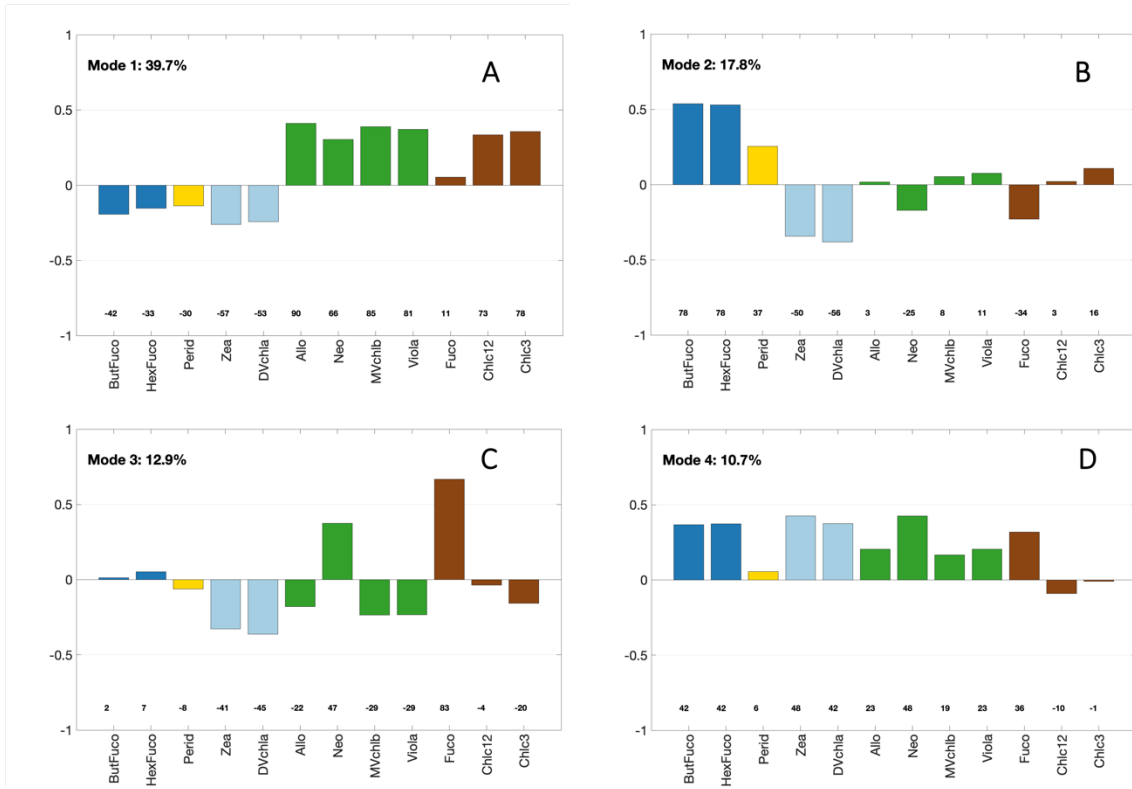 1
0.5
0
-0.5
-1
Mode 1: 39.7%
A
-42 -33 -30 -57 -53 90 66 85 81 11 73 78
ButFuco HexFuco Perid Zea DVchla Allo Neo MVchlb Viola Fuco Chlc12 Chlc3
1
0.5
0
-0.5
-1
Mode 2: 17.8%
B
78 78 37 -50 -56 3 -25 8 11 -34 3 16
ButFuco HexFuco Perid Zea DVchla Allo Neo MVchlb Viola Fuco Chlc12 Chlc3
1
0.5
0
-0.5
-1
Mode 3: 12.9%
C
2 7 -8 -41 -45 -22 47 -29 -29 83 -4 -20
ButFuco HexFuco Perid Zea DVchla Allo Neo MVchlb Viola Fuco Chlc12 Chlc3
1
0.5
0
-0.5
-1
Mode 4: 10.7%
D
42 42 6 48 42 23 48 19 23 36 -10 -1
ButFuco HexFuco Perid Zea DVchla Allo Neo MVchlb Viola Fuco Chlc12 Chlc3